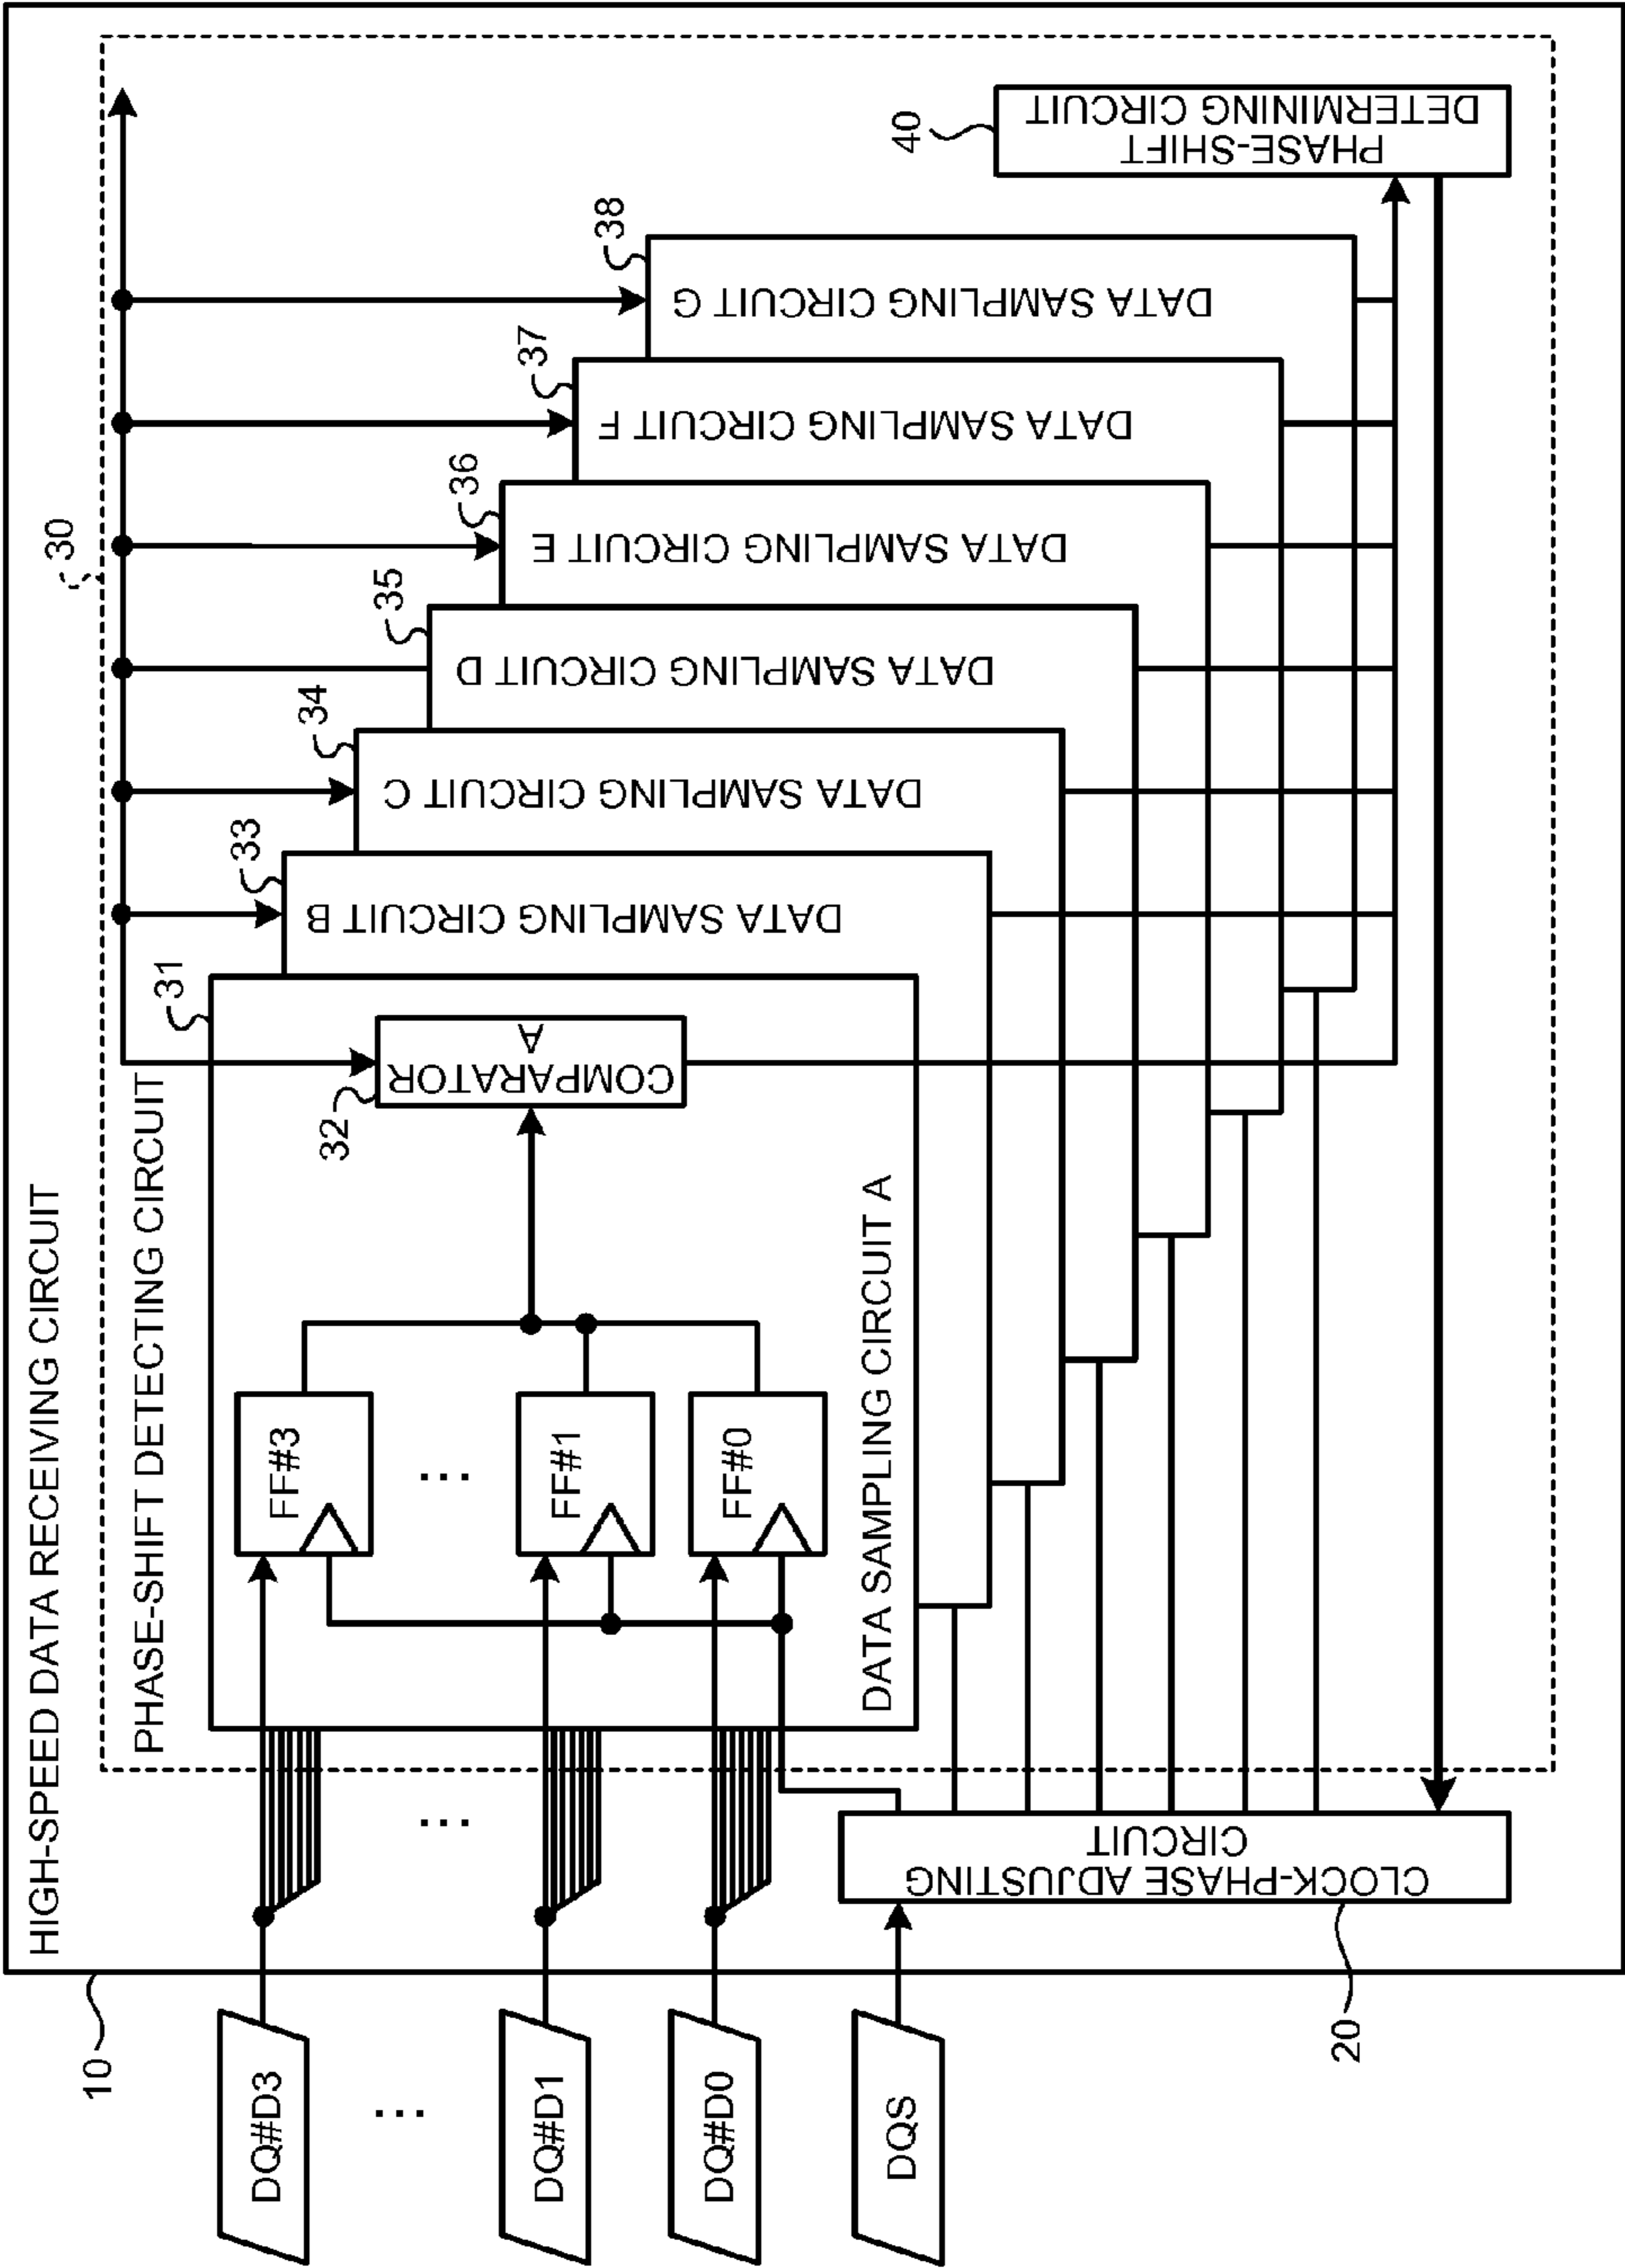 HIGH-SPEED DATA RECEIVING CIRCUIT
10
30
PHASE-SHIFT DETECTING CIRCUIT
31
33
34
35
36
37
38
32
COMPARATOR
A
FF#3
...
FF#1
FF#0
DATA SAMPLING CIRCUIT A
DATA SAMPLING CIRCUIT B
DATA SAMPLING CIRCUIT C
DATA SAMPLING CIRCUIT D
DATA SAMPLING CIRCUIT E
DATA SAMPLING CIRCUIT F
DATA SAMPLING CIRCUIT G
40
PHASE-SHIFT
DETERMINING CIRCUIT
DQ#D3
...
...
DQ#D1
DQ#D0
DQS
CLOCK-PHASE ADJUSTING
CIRCUIT
20